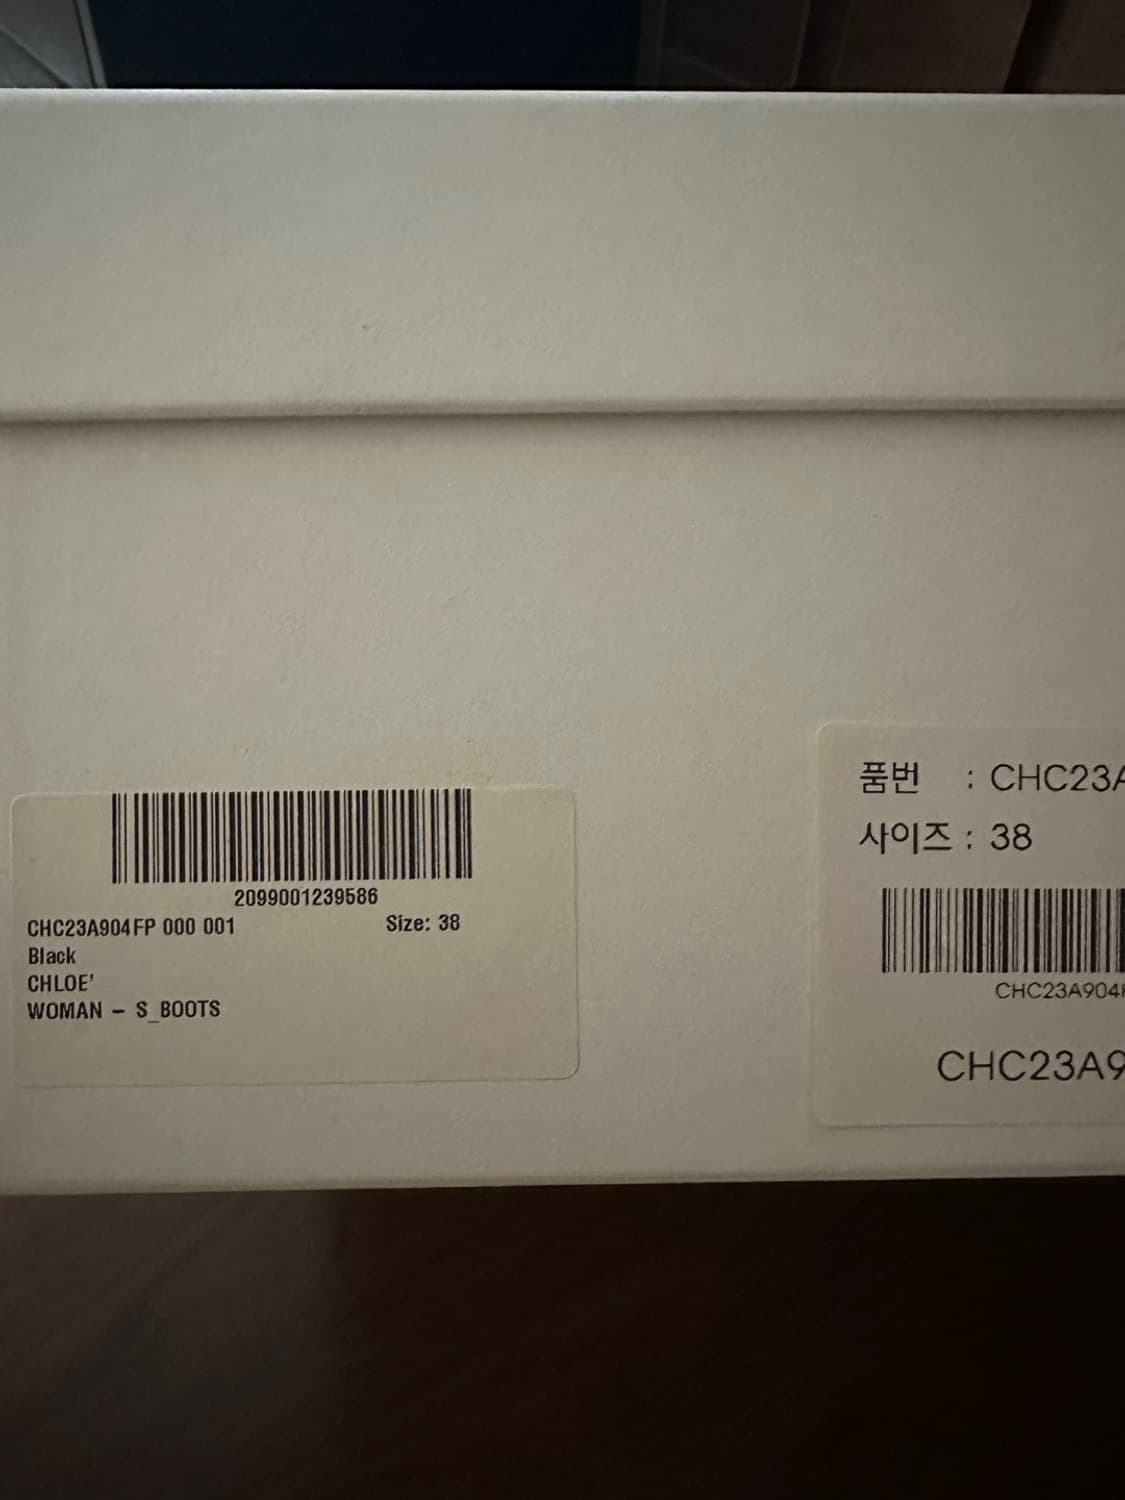 2099001239586
CHC23A904FP 000 001 Size: 38
Black
CHLOE'
WOMAN - S_BOOTS
품번 : CHC23A
사이즈 : 38
CHC23A904
CHC23A9